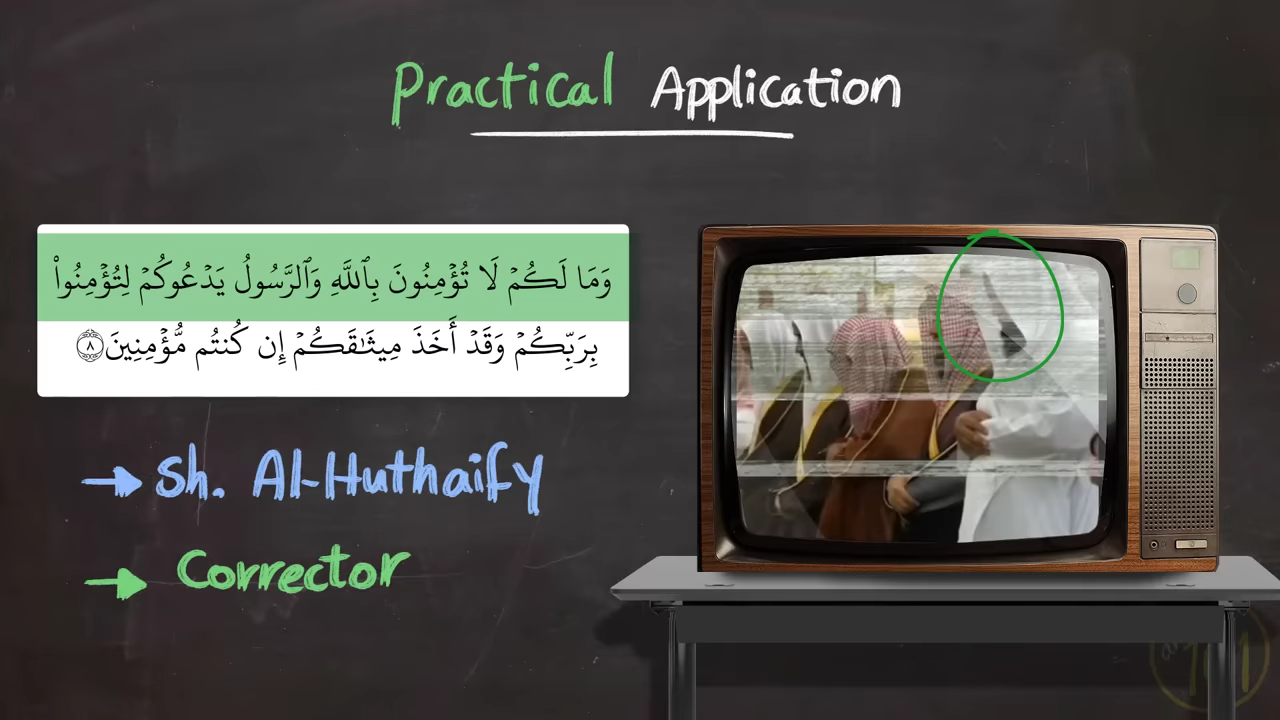 Practical Application
وَمَا لَكُمۡ لَا تُؤۡمِنُونَ بِٱللَّهِ وَٱلرَّسُولُ يَدۡعُوكُمۡ لِتُؤۡمِنُواْ
بِرَبِّكُمۡ وَقَدۡ أَخَذَ مِيثَٰقَكُمۡ إِن كُنتُم مُّؤۡمِنِينَ ٨
Sh. Al-Huthaify
Corrector